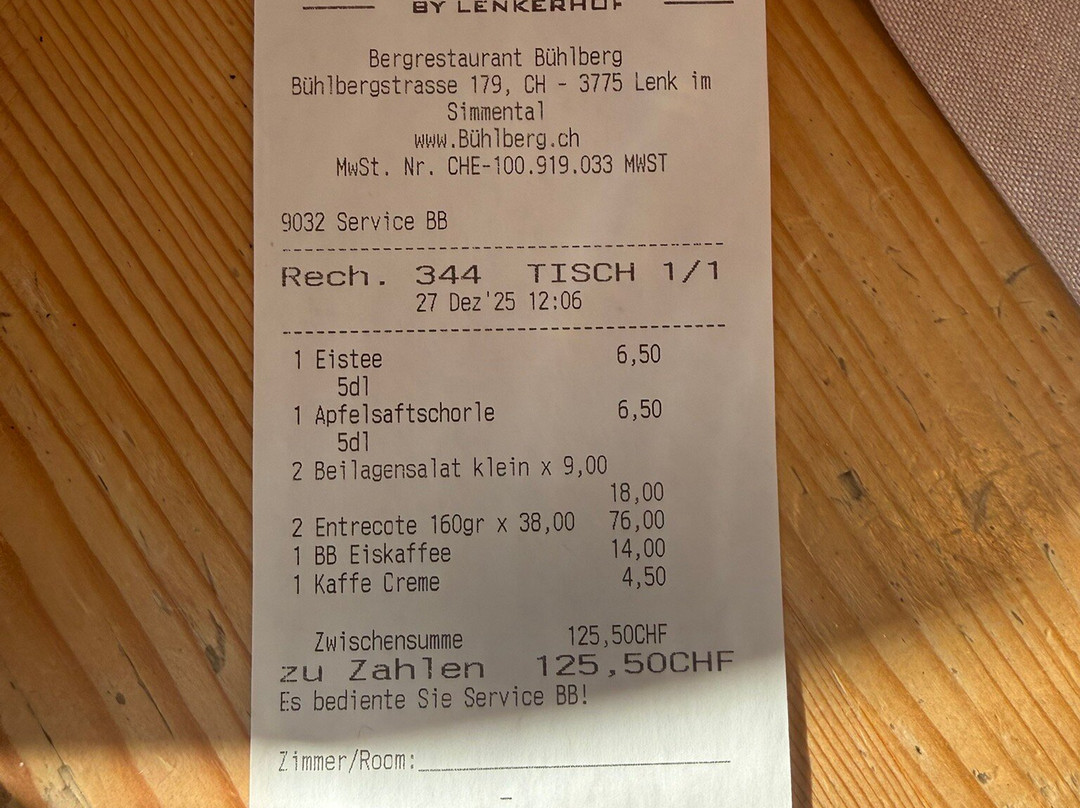 BY LENKERHOF
Bergrestaurant Bühlberg
Bühlbergstrasse 179, CH - 3775 Lenk im
Simmental
www.Bühlberg.ch
MwSt. Nr. CHE-100.919.033 MWST
9032 Service BB
Rech. 344 TISCH 1/1
27 Dez'25 12:06
1 Eistee 6,50
5dl
1 Apfelsaftschorle 6,50
5dl
2 Beilagensalat klein x 9,00
18,00
2 Entrecote 160gr x 38,00 76,00
1 BB Eiskaffee 14,00
1 Kaffe Creme 4,50
Zwischensumme 125,50CHF
zu Zahlen 125,50CHF
Es bediente Sie Service BB!
Zimmer/Room: